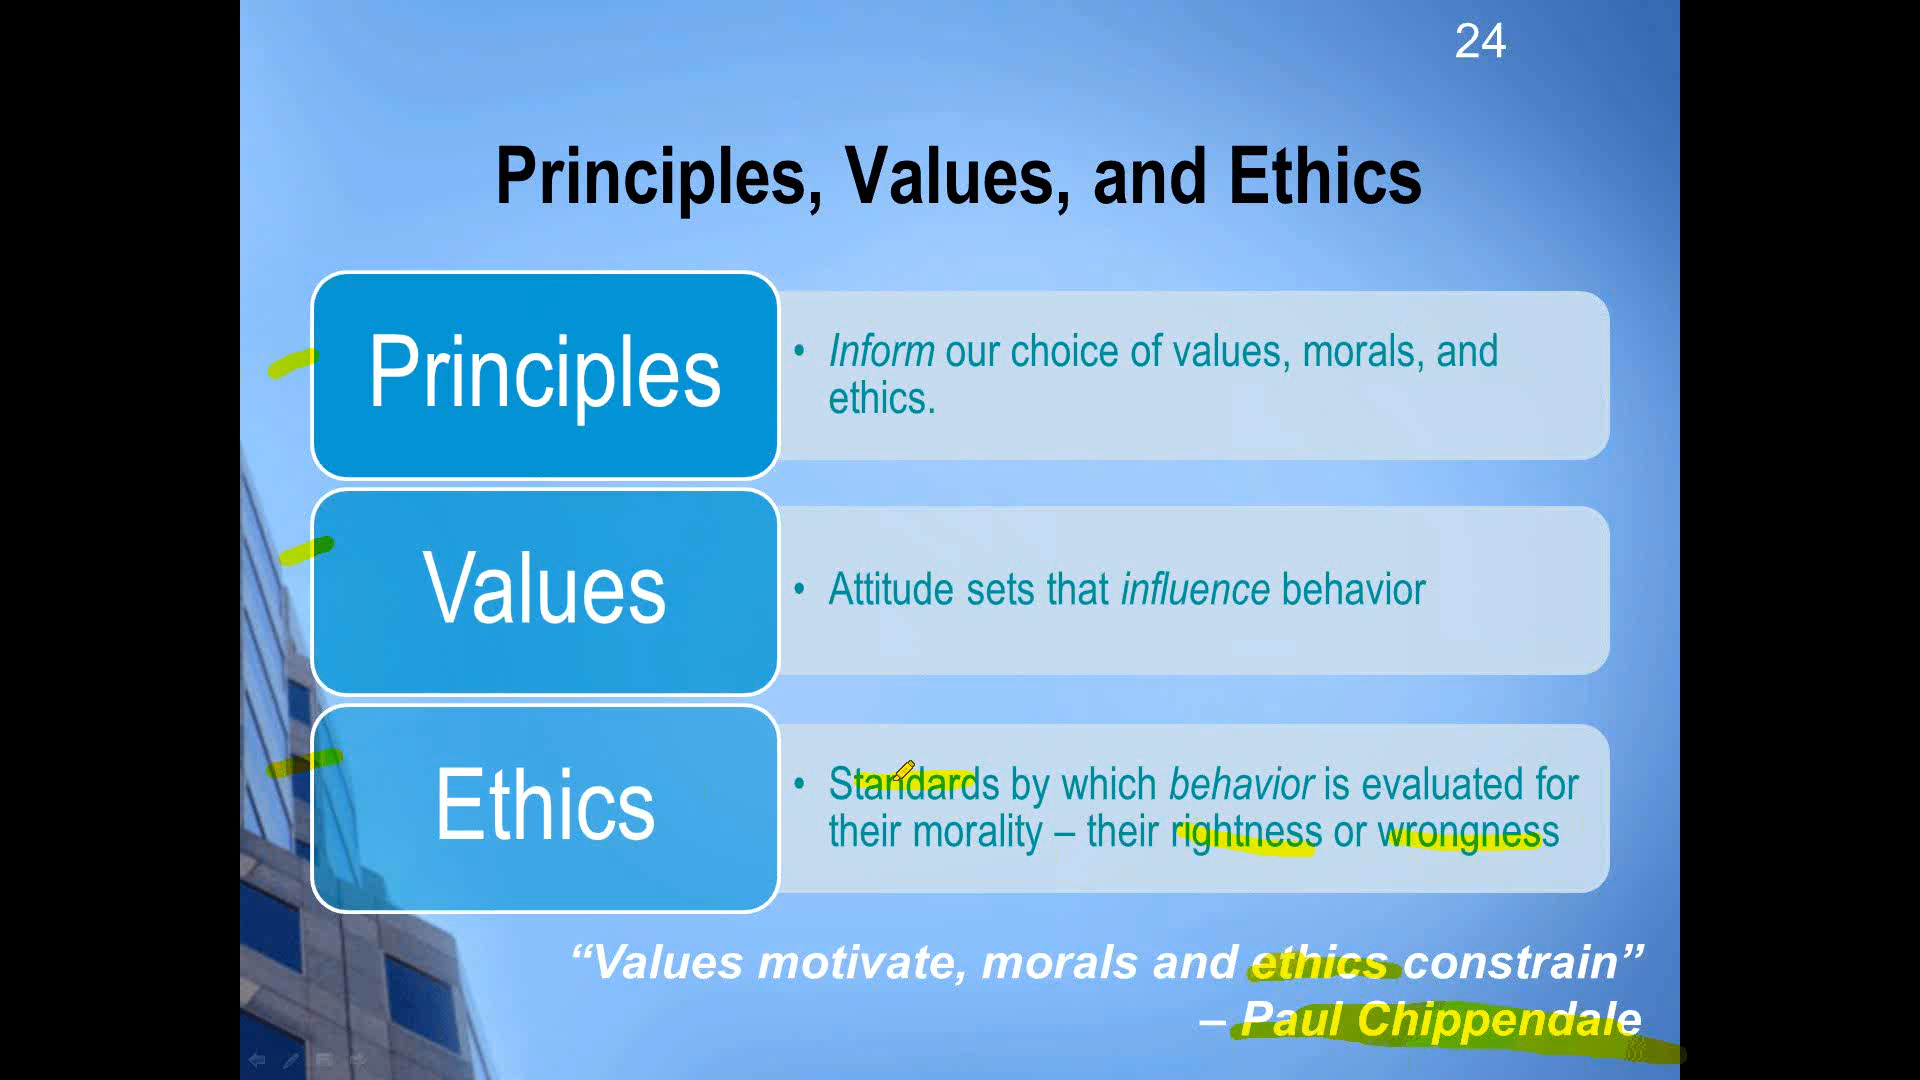 24
Principles, Values, and Ethics
Principles
• Inform our choice of values, morals, and
ethics.
Values
• Attitude sets that influence behavior
Ethics
• Standards by which behavior is evaluated for
their morality – their rightness or wrongness
“Values motivate, morals and ethics constrain”
– Paul Chippendale